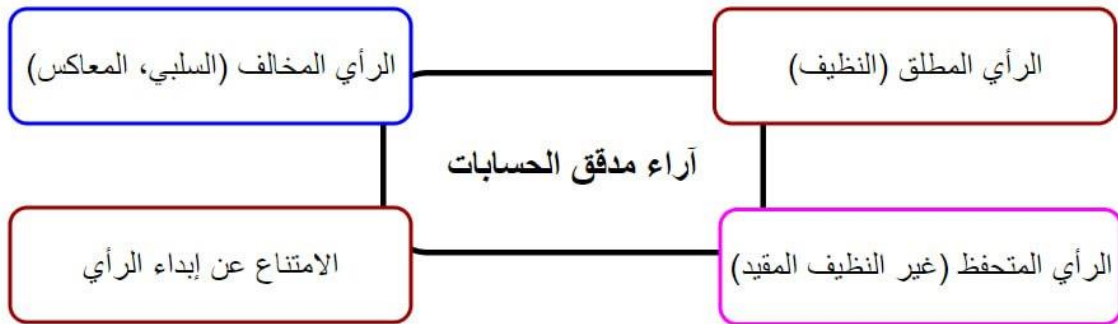 الرأي المطلق (النظيف)
الرأي المخالف (السلبي، المعاكس)
آراء مدقق الحسابات
الرأي المتحفظ (غير النظيف المقيد)
الامتناع عن إبداء الرأي